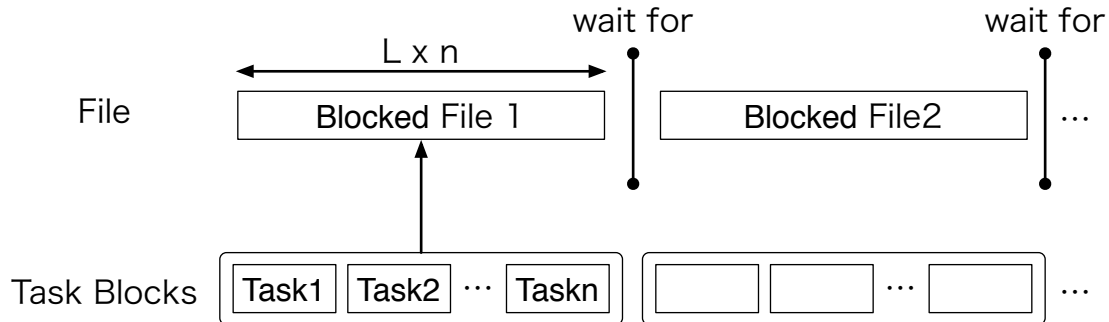 wait for wait for
L x n
File Blocked File 1 Blocked File2 ...
Task Blocks Task1 Task2 ... Taskn ... ...